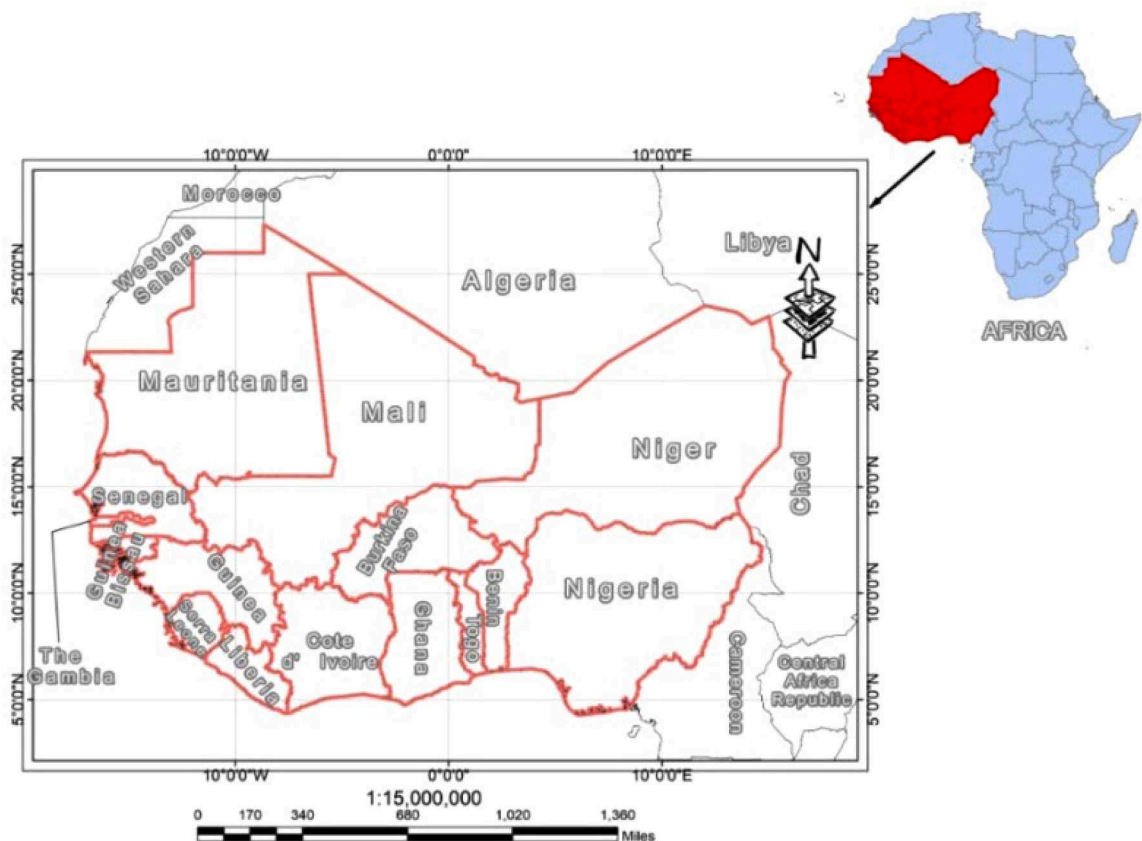 10°0'0"W 0°0'0" 10°0'0"E
Morocco
Western
Sahara
Libya
N
Algeria
25°0'0"N
25°0'0"N
20°0'0"N
20°0'0"N
15°0'0"N
15°0'0"N
10°0'0"N
10°0'0"N
5°0'0"N
5°0'0"N
AFRICA
Mauritania
Mali
Niger
Chad
Senegal
Burkina
Faso
Guinea
Bissau
Guinea
Nigeria
Benin
Togo
Ghana
Serra
Leone
Liberia
Cote
d' Ivoire
The
Gambia
Cameroon
Central
Africa
Republic
10°0'0"W 0°0'0" 10°0'0"E
1:15,000,000
0 170 340 680 1,020 1,360
Miles